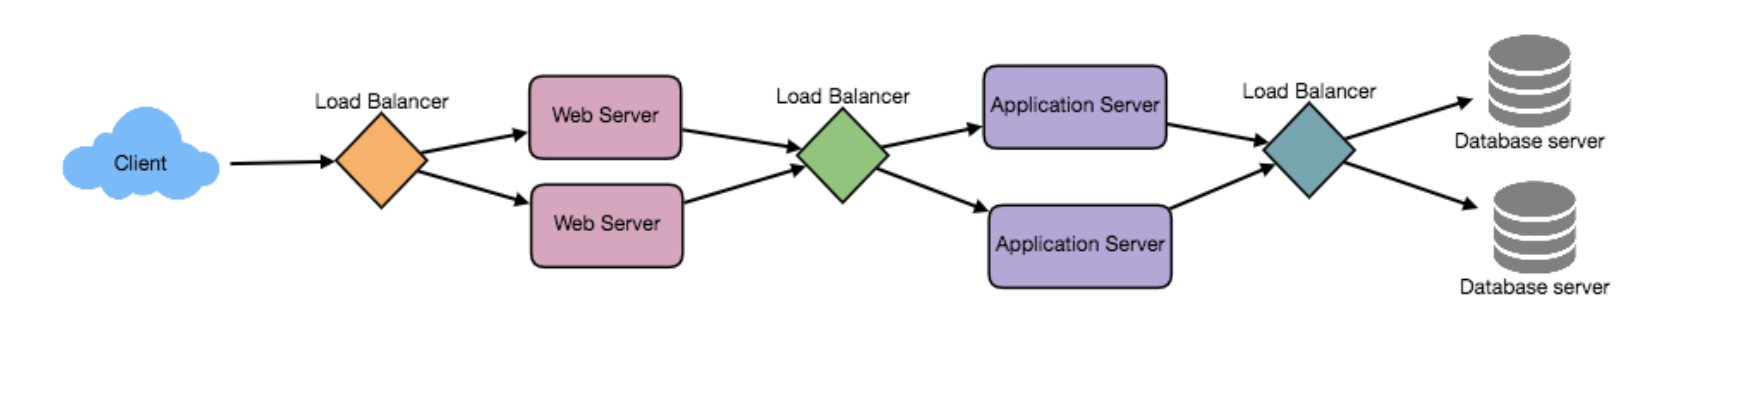 Client
Load Balancer
Web Server
Web Server
Load Balancer
Application Server
Application Server
Load Balancer
Database server
Database server